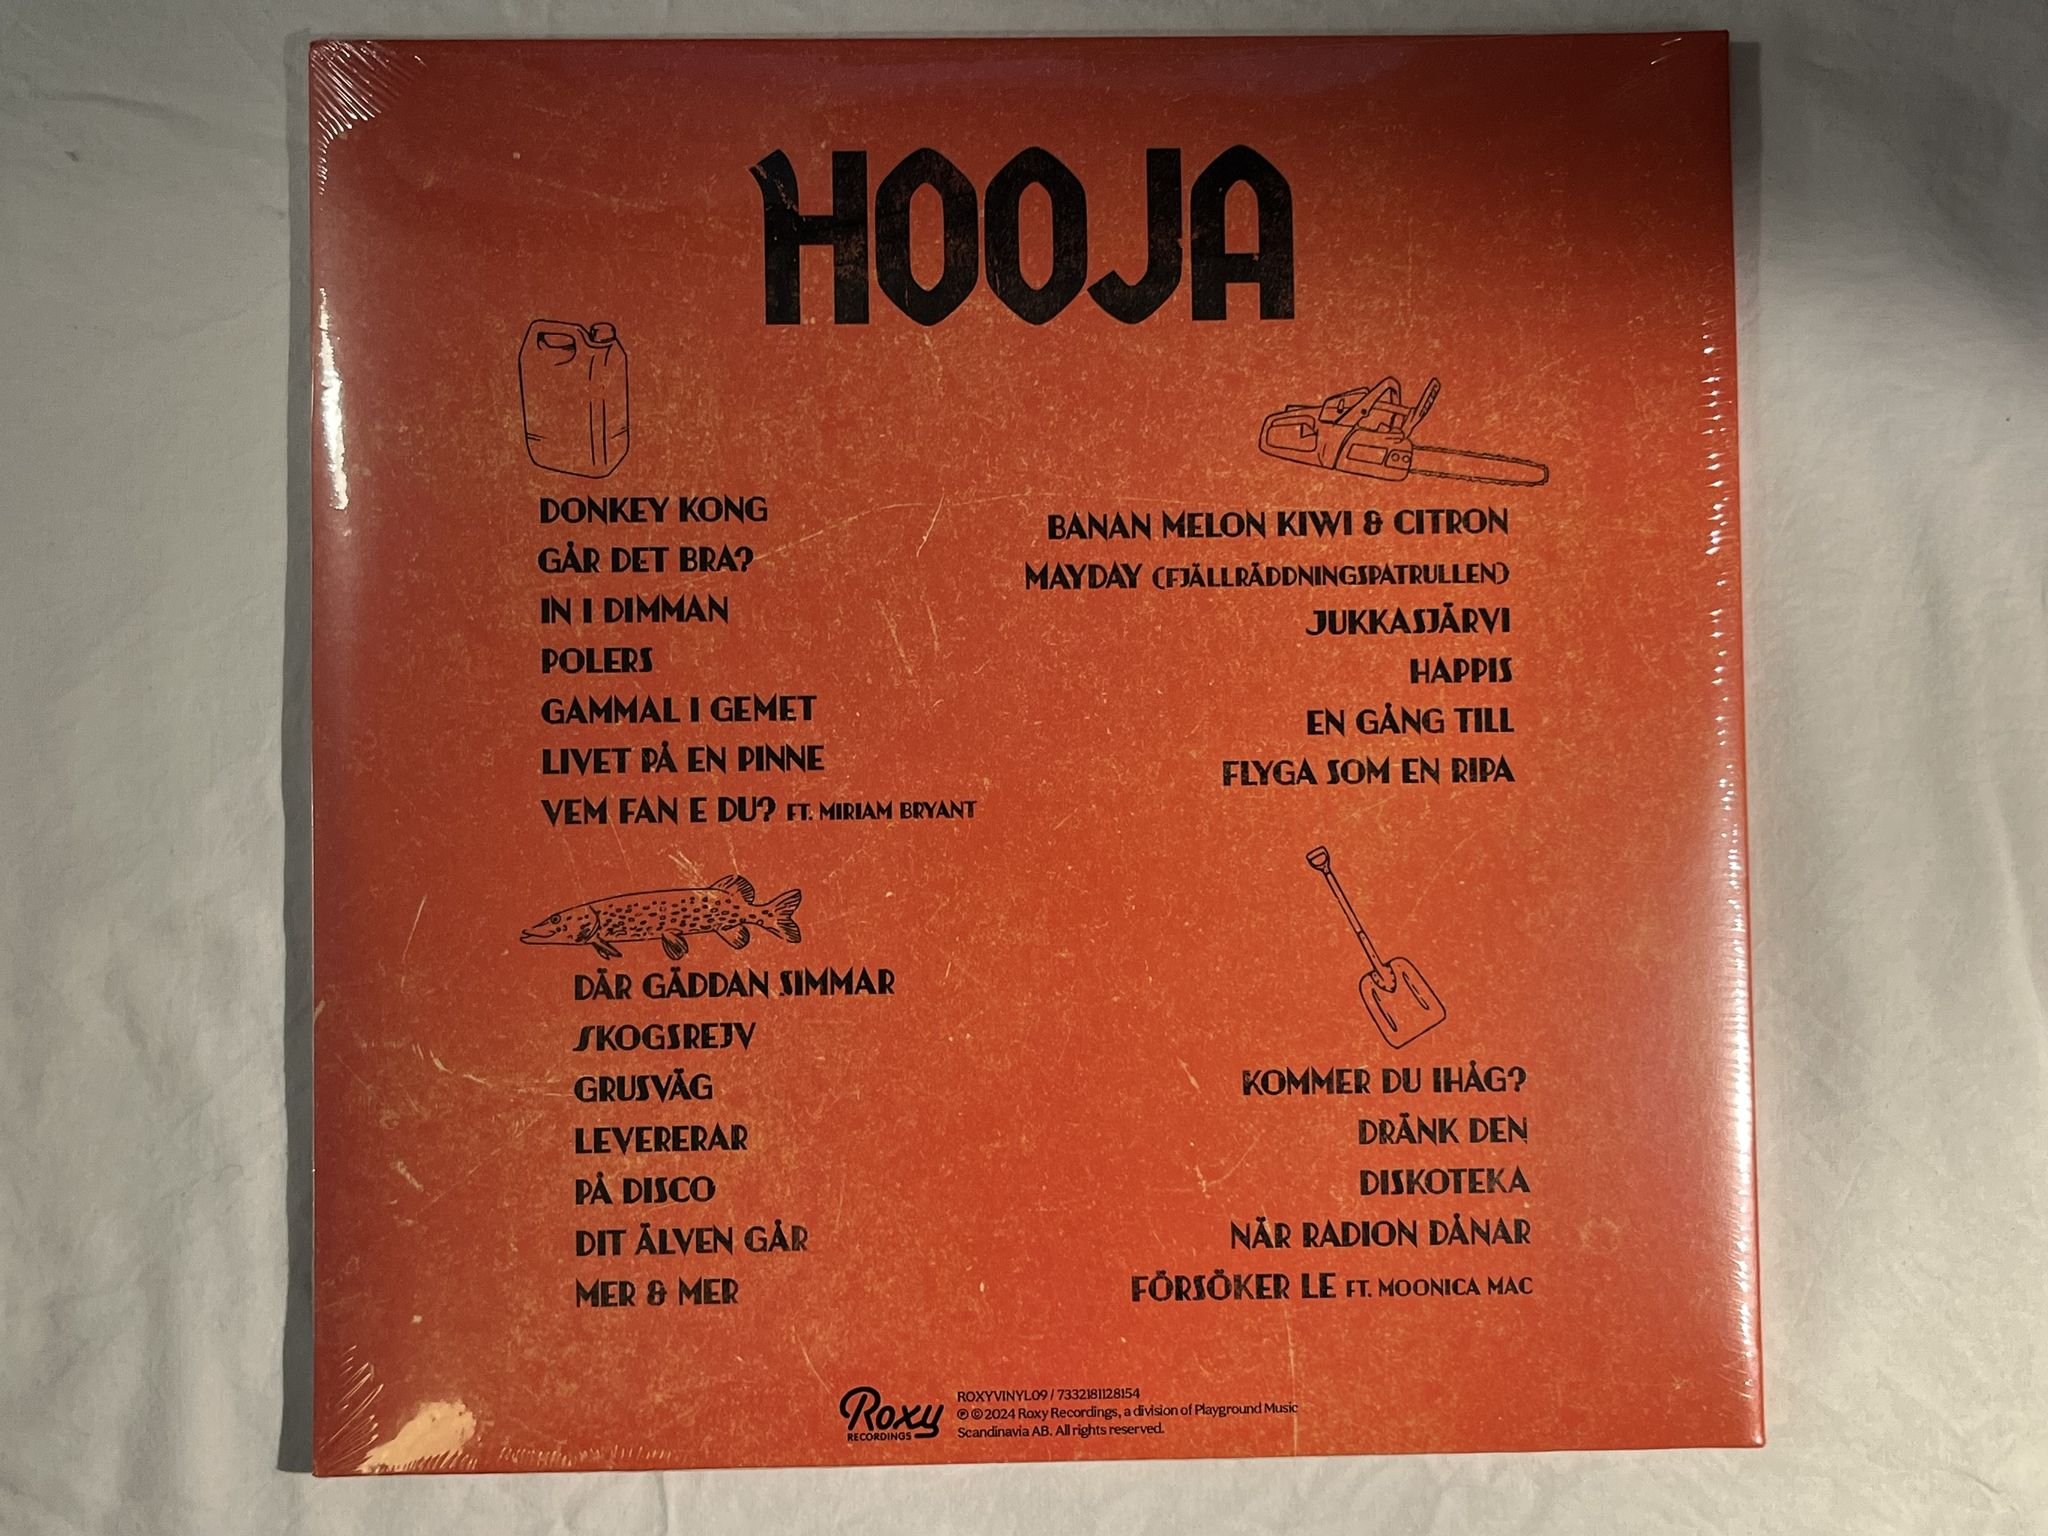 HOOJA
DONKEY KONG
GÅR DET BRA?
IN I DIMMAN
POLERS
GAMMAL I GEMET
LIVET PÅ EN PINNE
VEM FAN E DU? FT. MIRIAM BRYANT
BANAN MELON KIWI & CITRON
MAYDAY (FJÄLLRÄDDNINGSPATRULLEN)
JUKKASJÄRVI
HAPPIS
EN GÅNG TILL
FLYGA SOM EN RIPA
DÄR GÄDDAN SIMMAR
SKOGSREJV
GRUSVÄG
LEVERERAR
PÅ DISCO
DIT ÄLVEN GÅR
MER & MER
KOMMER DU IHÅG?
DRÄNK DEN
DISKOTEKA
NÄR RADION DÅNAR
FÖRSÖKER LE FT. MOONICA MAC
Roxy
RECORDINGS
ROXYVINYL09 / 7332181128154
℗ © 2024 Roxy Recordings, a division of Playground Music
Scandinavia AB. All rights reserved.